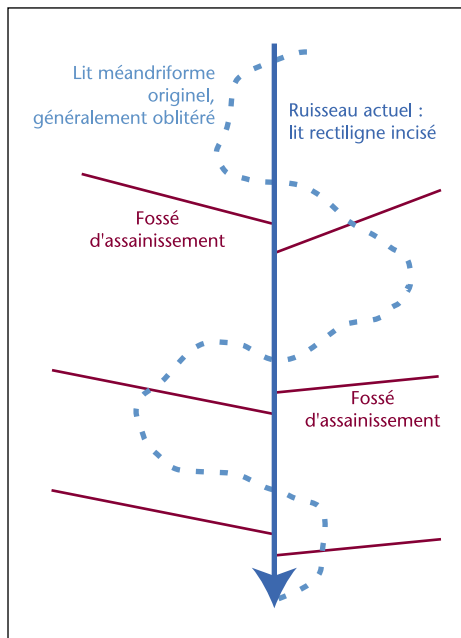 Lit méandriforme
originel,
généralement oblitéré
Ruisseau actuel :
lit rectiligne incisé
Fossé
d'assainissement
Fossé
d'assainissement